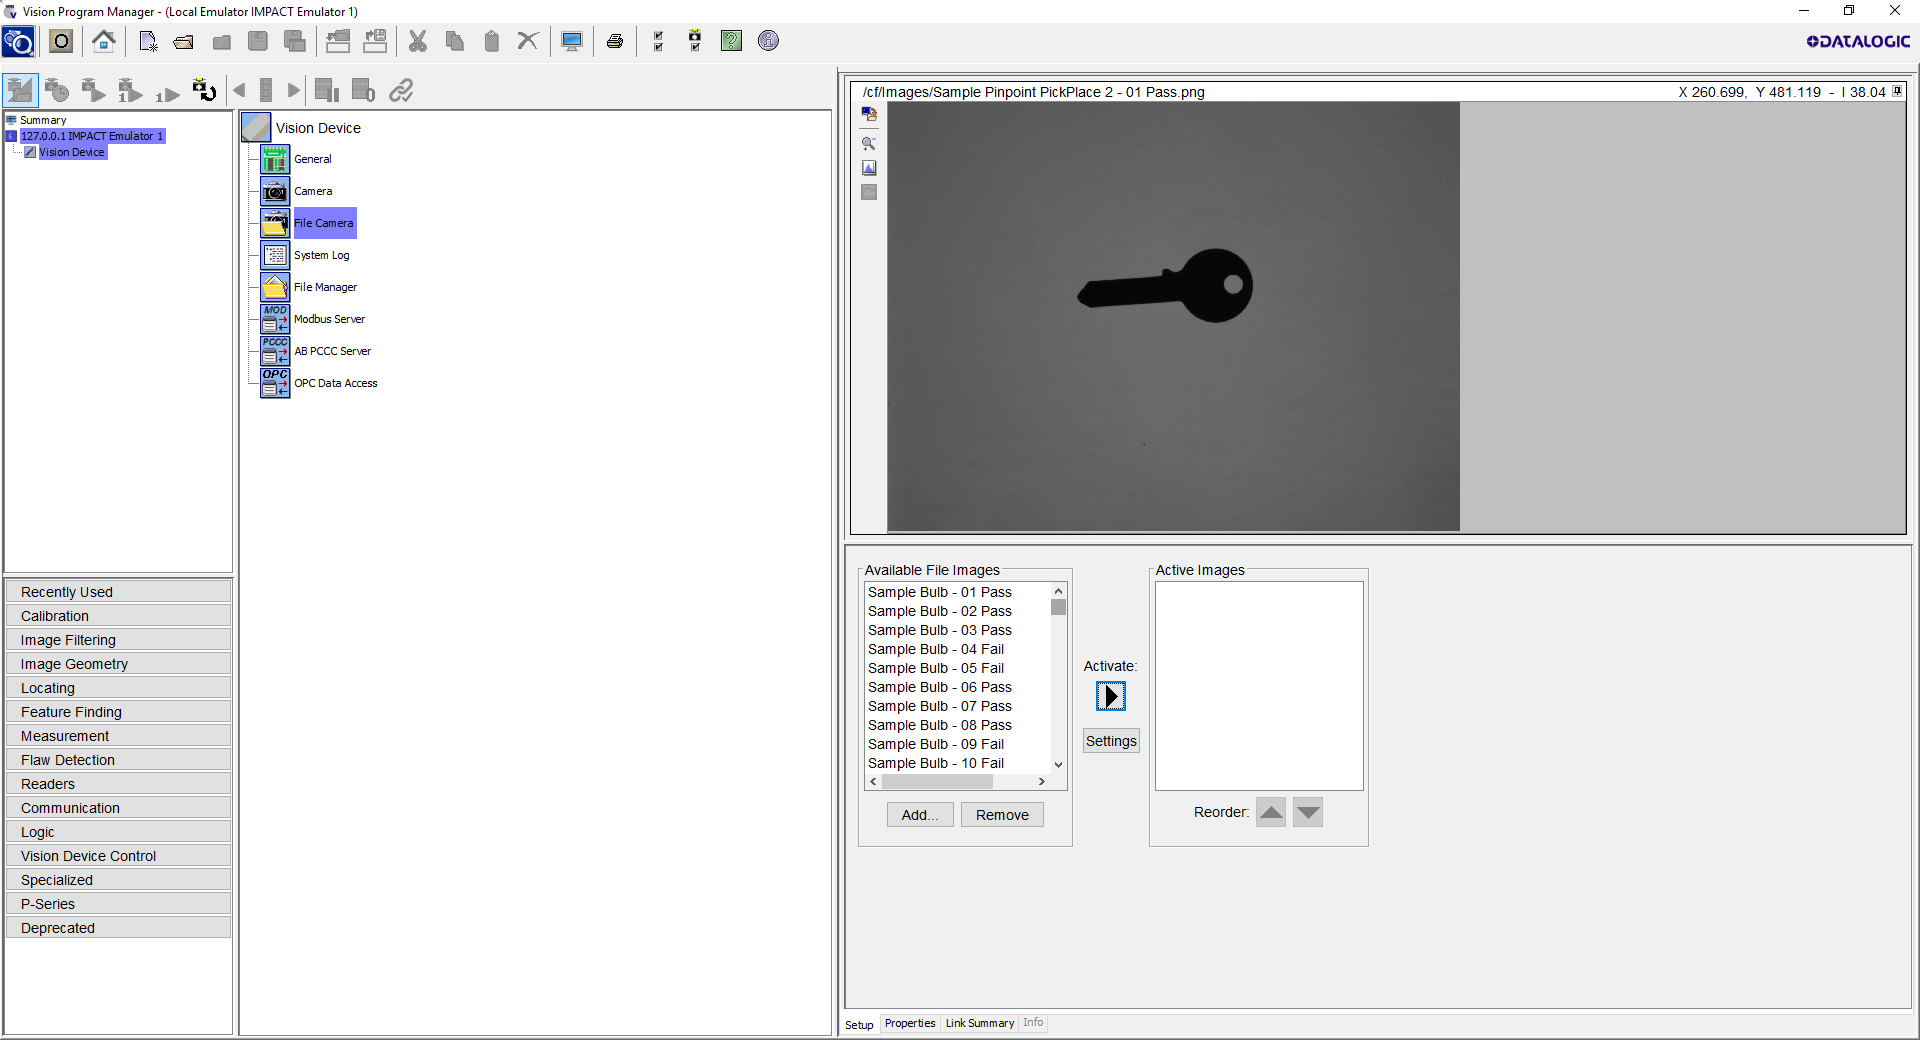 Vision Program Manager - (Local Emulator IMPACT Emulator 1)
DATALOGIC
Summary
127.0.0.1 IMPACT Emulator 1
Vision Device
Recently Used
Calibration
Image Filtering
Image Geometry
Locating
Feature Finding
Measurement
Flaw Detection
Readers
Communication
Logic
Vision Device Control
Specialized
P-Series
Deprecated
Vision Device
General
Camera
File Camera
System Log
File Manager
MOD
Modbus Server
PCCC
AB PCCC Server
OPC
OPC Data Access
/cf/Images/Sample Pinpoint PickPlace 2 - 01 Pass.png
X 260.699, Y 481.119 - I 38.04
Available File Images
Sample Bulb - 01 Pass
Sample Bulb - 02 Pass
Sample Bulb - 03 Pass
Sample Bulb - 04 Fail
Sample Bulb - 05 Fail
Sample Bulb - 06 Pass
Sample Bulb - 07 Pass
Sample Bulb - 08 Pass
Sample Bulb - 09 Fail
Sample Bulb - 10 Fail
Add...
Remove
Activate:
Settings
Active Images
Reorder:
Setup
Properties
Link Summary
Info